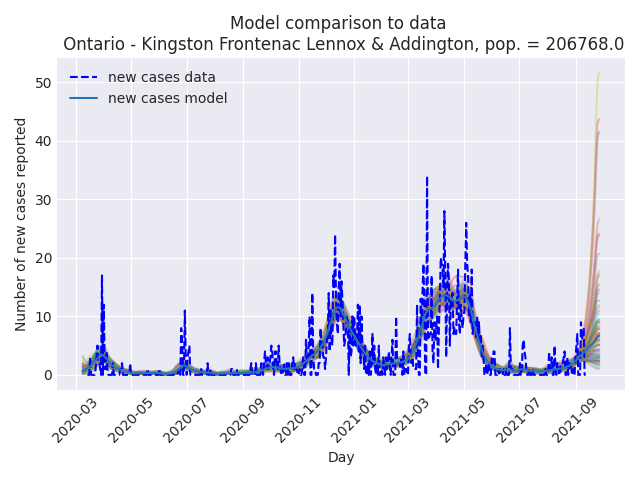 Model comparison to data
Ontario - Kingston Frontenac Lennox & Addington, pop. = 206768.0
new cases data
new cases model
Number of new cases reported
50
40
30
20
10
0
2020-03
2020-05
2020-07
2020-09
2020-11
2021-01
2021-03
2021-05
2021-07
2021-09
Day